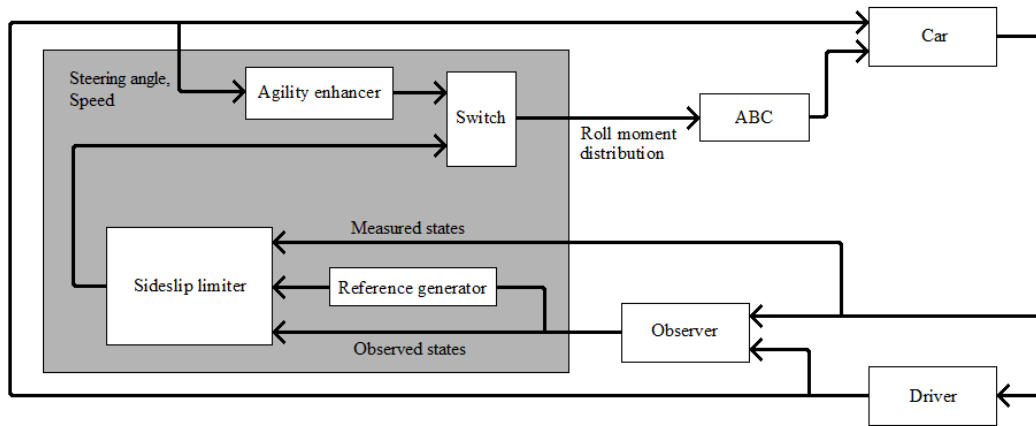 Car
Steering angle,
Speed
Agility enhancer
Switch
ABC
Roll moment
distribution
Measured states
Sideslip limiter
Reference generator
Observer
Observed states
Driver